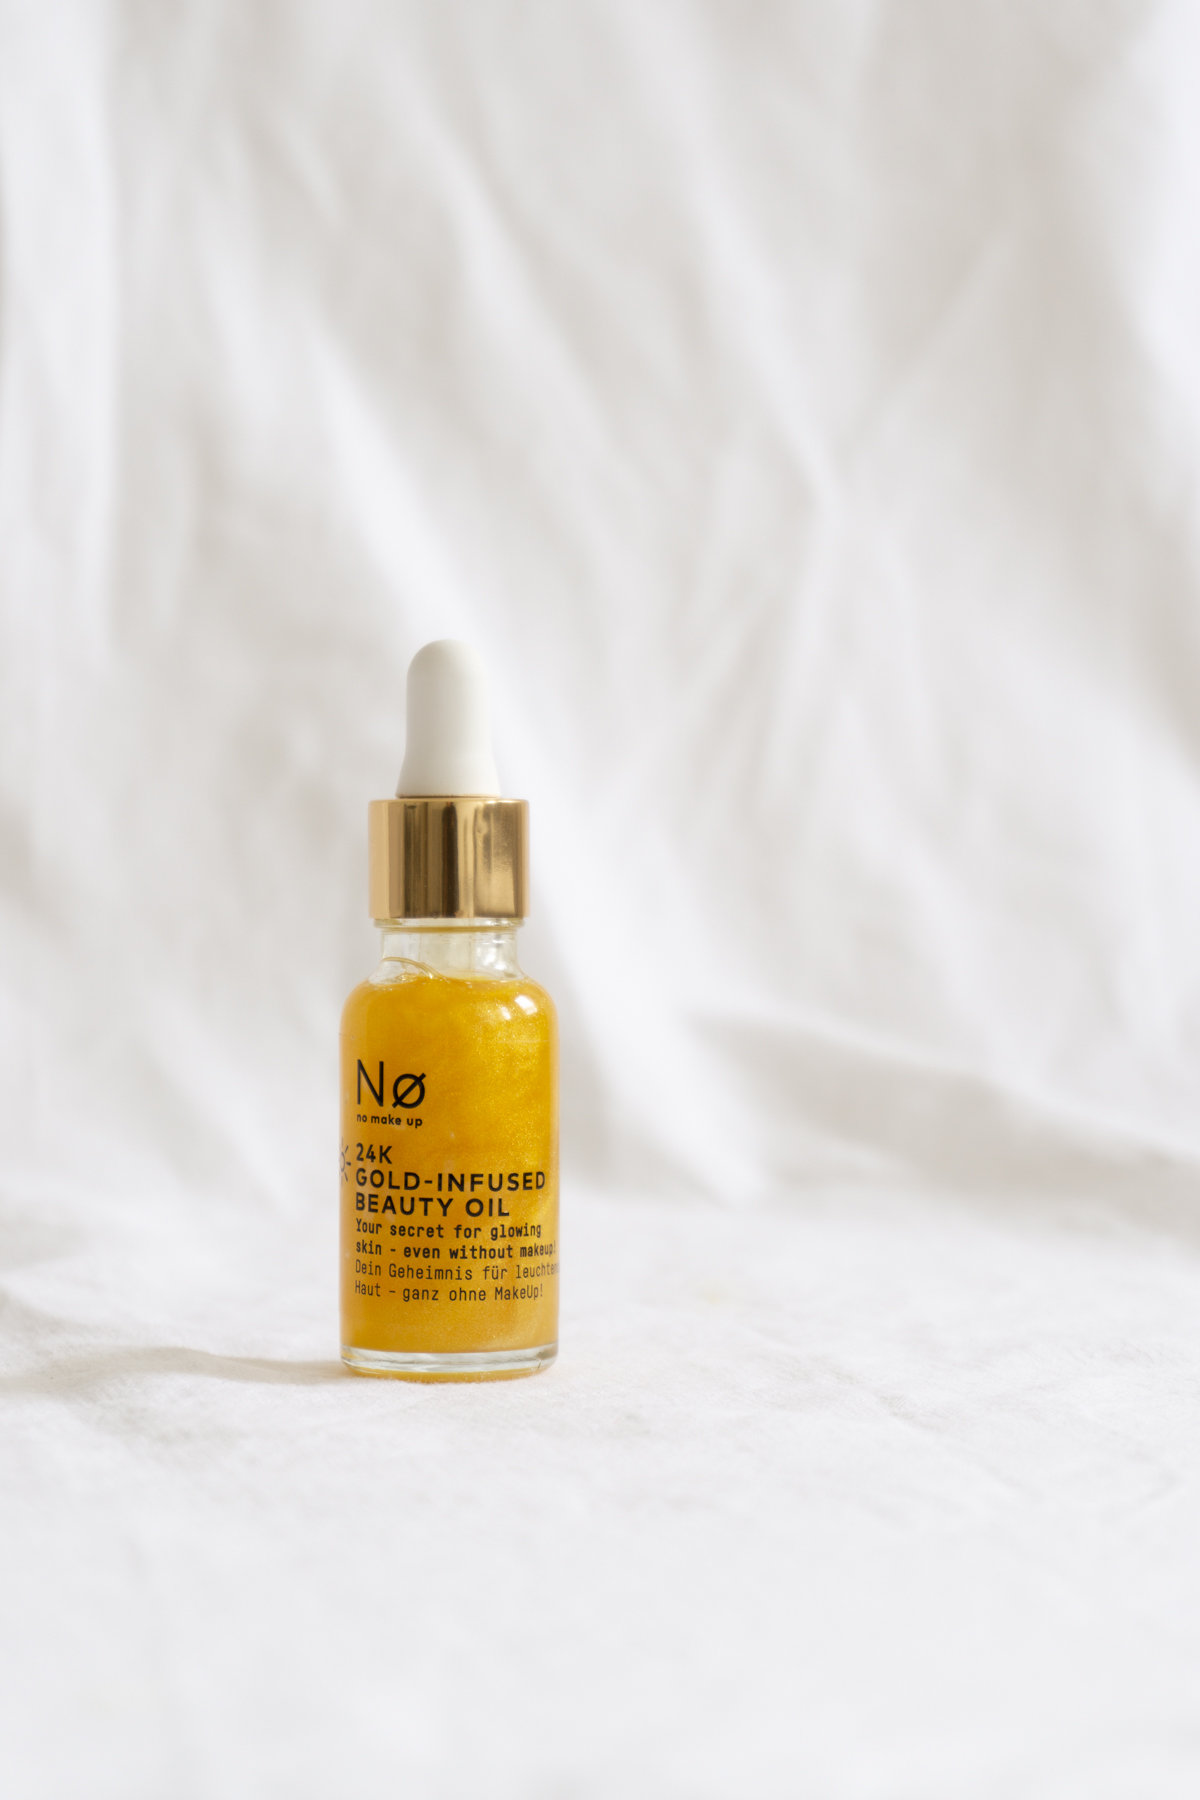 Nø
no make up
24K
GOLD-INFUSED
BEAUTY OIL
Your secret for glowing
skin - even without makeup!
Dein Geheimnis für
Haut - ganz ohne MakeUp!